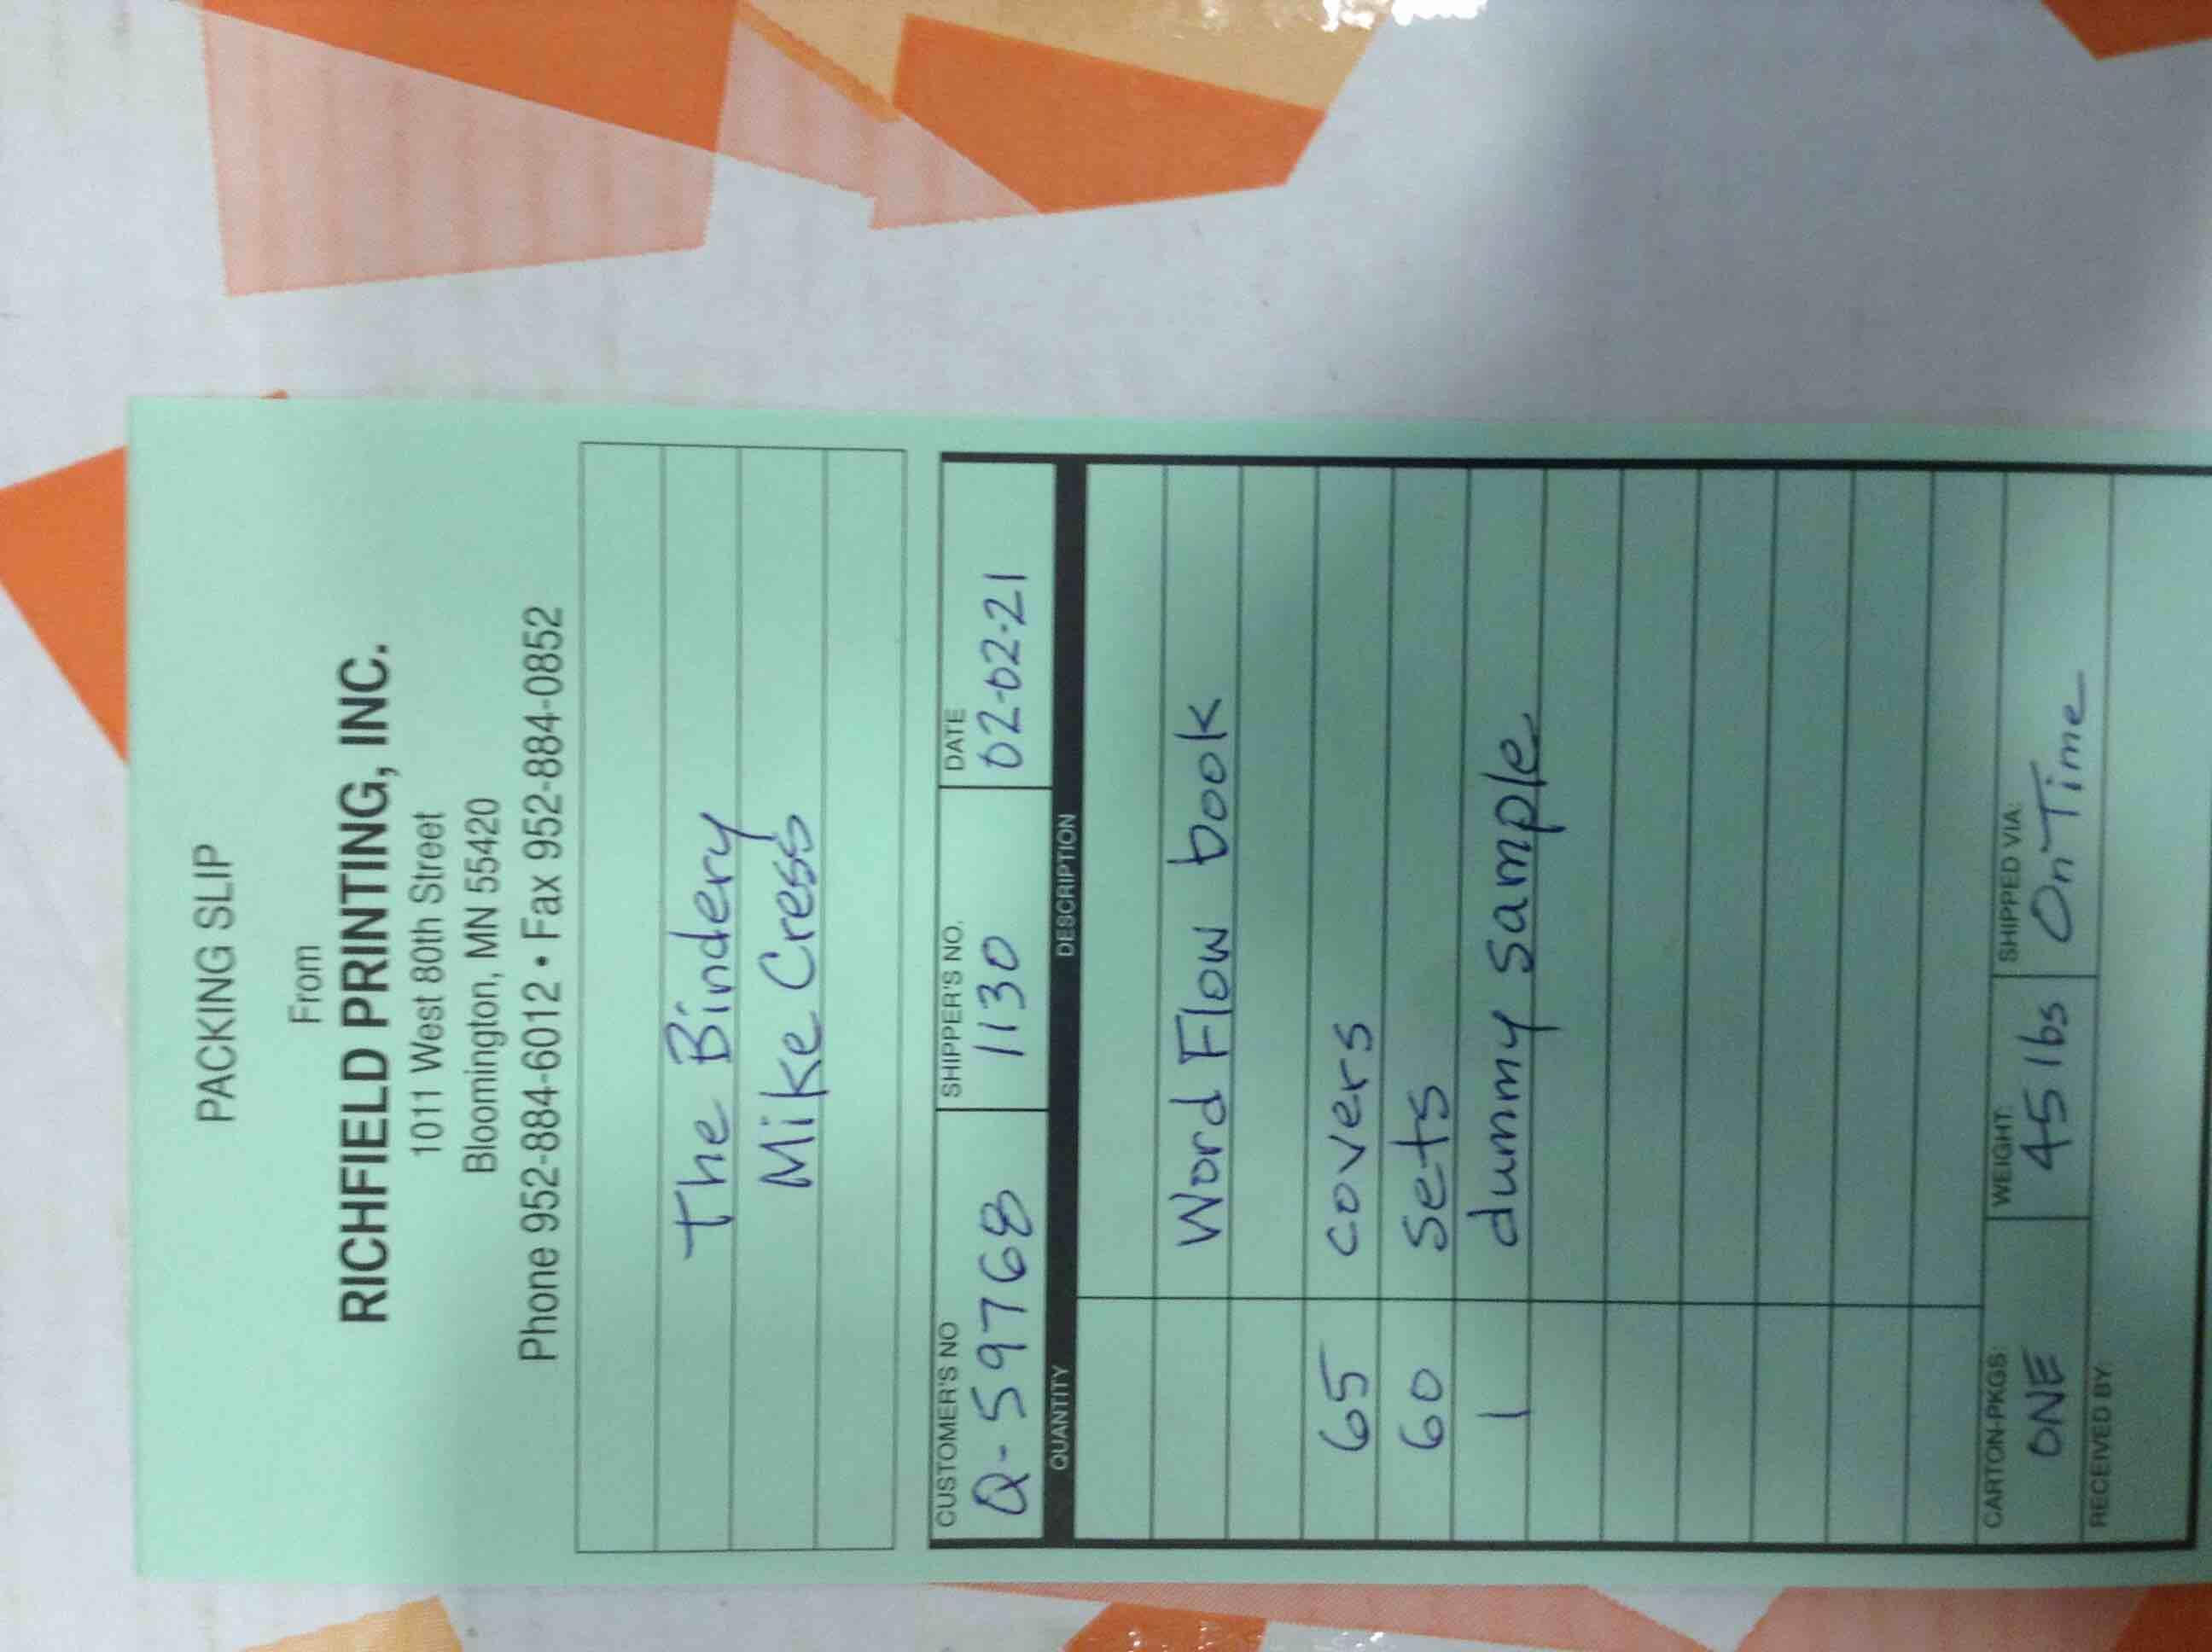 PACKING SLIP
From
RICHFIELD PRINTING, INC.
1011 West 80th Street
Bloomington, MN 55420
Phone 952-884-6012 • Fax 952-884-0852
The Bindery
Mike Cress
CUSTOMER'S NO SHIPPER'S NO. DATE
Q-59768 1130 02-02-21
QUANTITY DESCRIPTION
Word Flow book
65 covers
60 sets
1 dummy sample
CARTON-PKGS: WEIGHT: SHIPPED VIA:
ONE 45 lbs OnTime
RECEIVED BY: